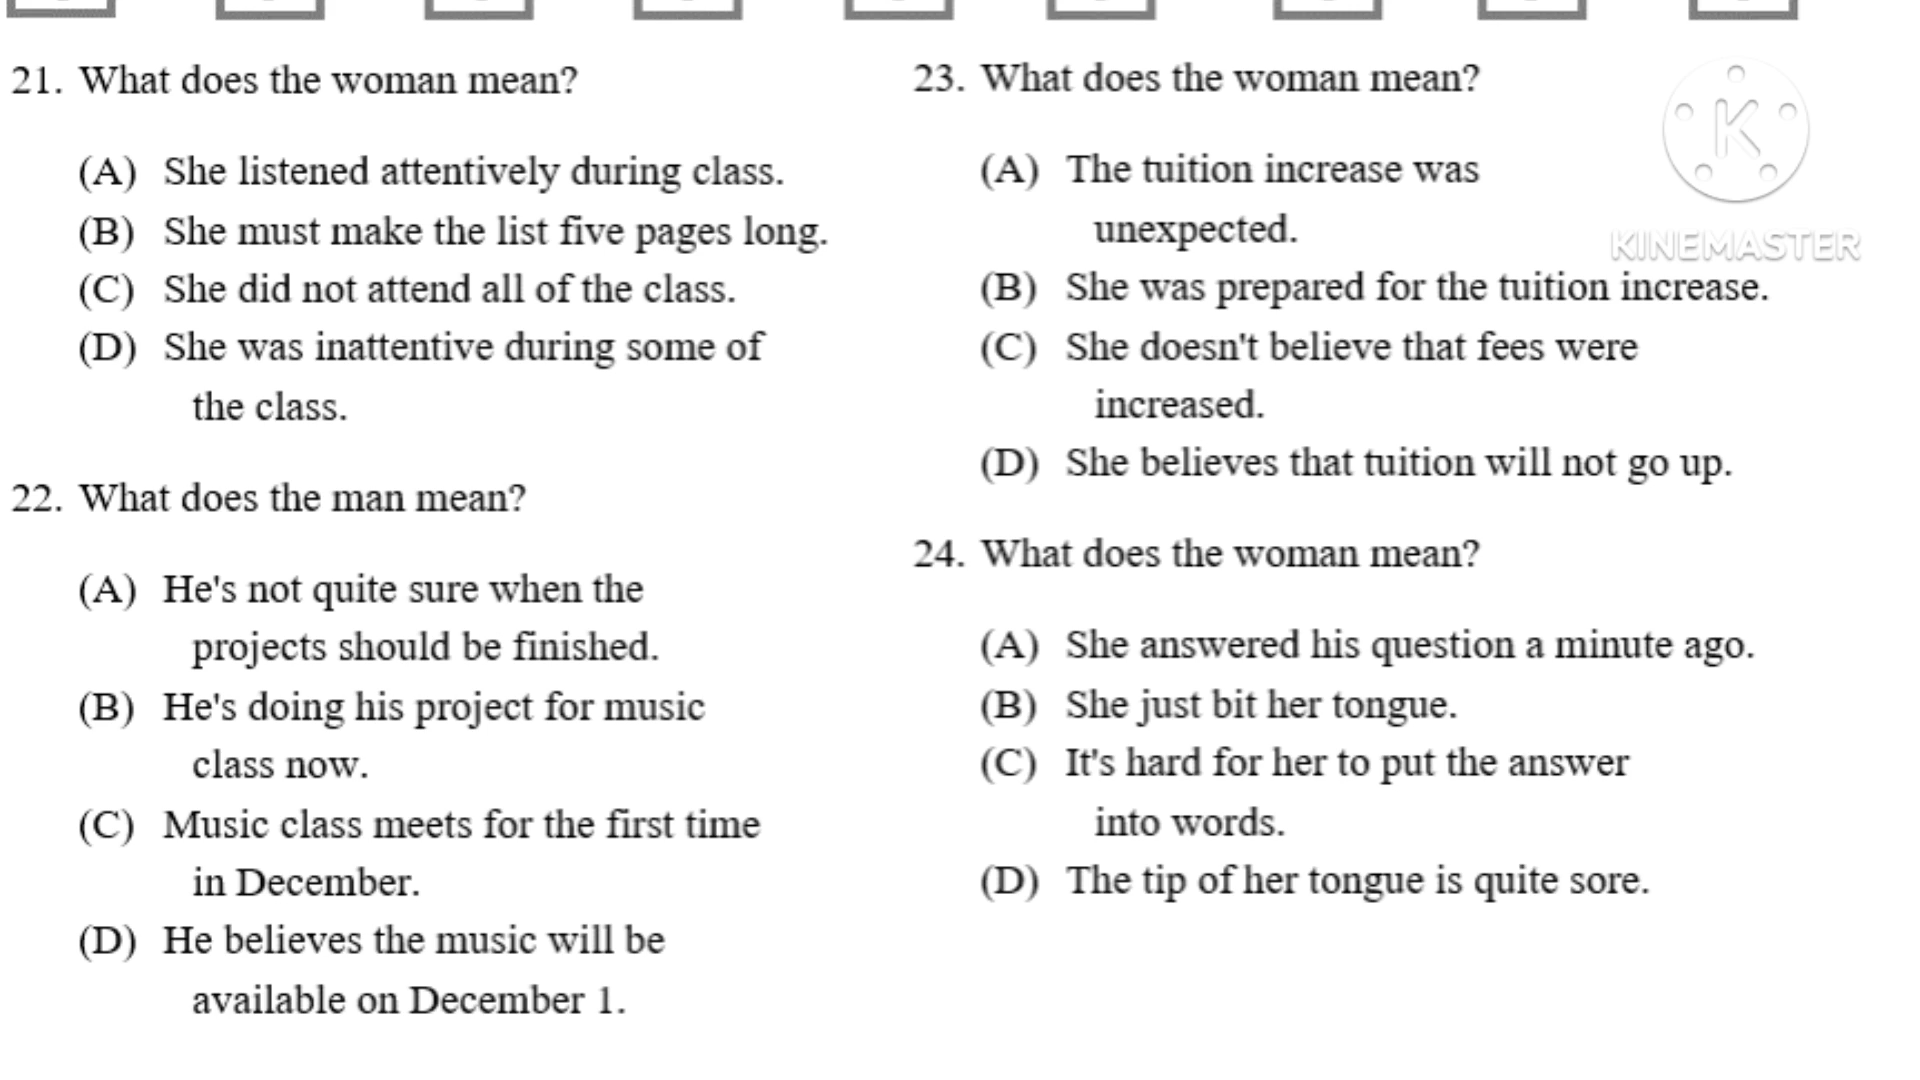 21. What does the woman mean?
(A) She listened attentively during class.
(B) She must make the list five pages long.
(C) She did not attend all of the class.
(D) She was inattentive during some of
the class.
22. What does the man mean?
(A) He's not quite sure when the
projects should be finished.
(B) He's doing his project for music
class now.
(C) Music class meets for the first time
in December.
(D) He believes the music will be
available on December 1.
23. What does the woman mean?
(A) The tuition increase was
unexpected.
(B) She was prepared for the tuition increase.
(C) She doesn't believe that fees were
increased.
(D) She believes that tuition will not go up.
24. What does the woman mean?
(A) She answered his question a minute ago.
(B) She just bit her tongue.
(C) It's hard for her to put the answer
into words.
(D) The tip of her tongue is quite sore.
K
KINEMASTER